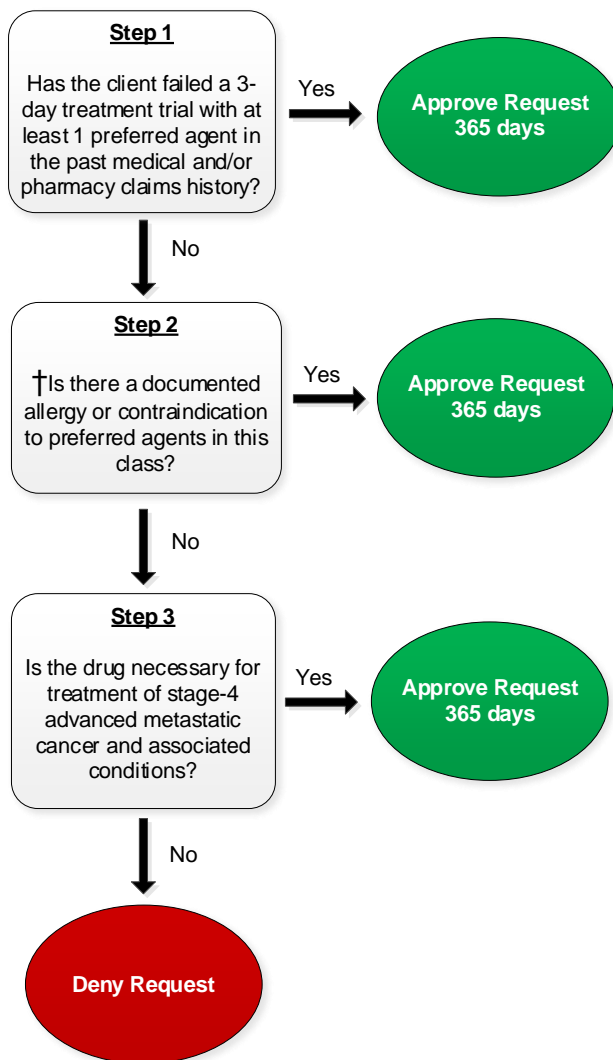 Step 1
Has the client failed a 3-
day treatment trial with at
least 1 preferred agent in
the past medical and/or
pharmacy claims history?
Yes
Approve Request
365 days
No
Step 2
†Is there a documented
allergy or contraindication
to preferred agents in this
class?
Yes
Approve Request
365 days
No
Step 3
Is the drug necessary for
treatment of stage-4
advanced metastatic
cancer and associated
conditions?
Yes
Approve Request
365 days
No
Deny Request